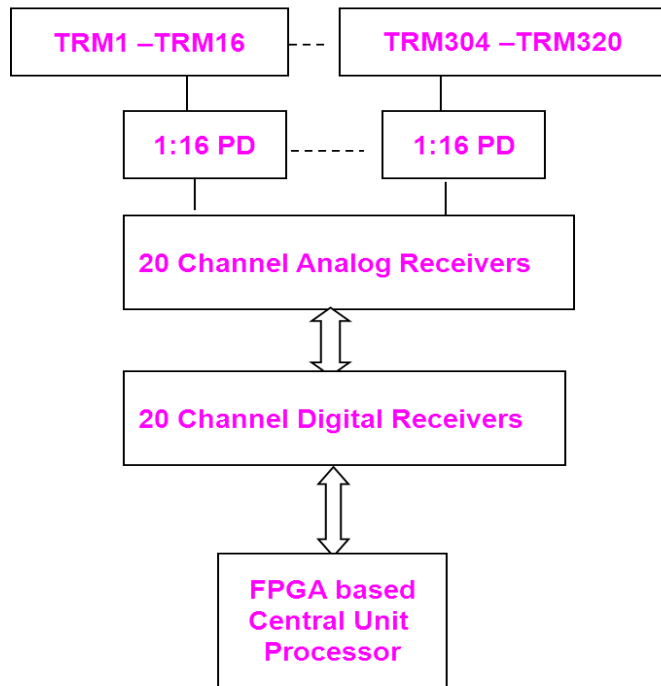 TRM1 –TRM16
TRM304 –TRM320
1:16 PD
1:16 PD
20 Channel Analog Receivers
20 Channel Digital Receivers
FPGA based
Central Unit
Processor